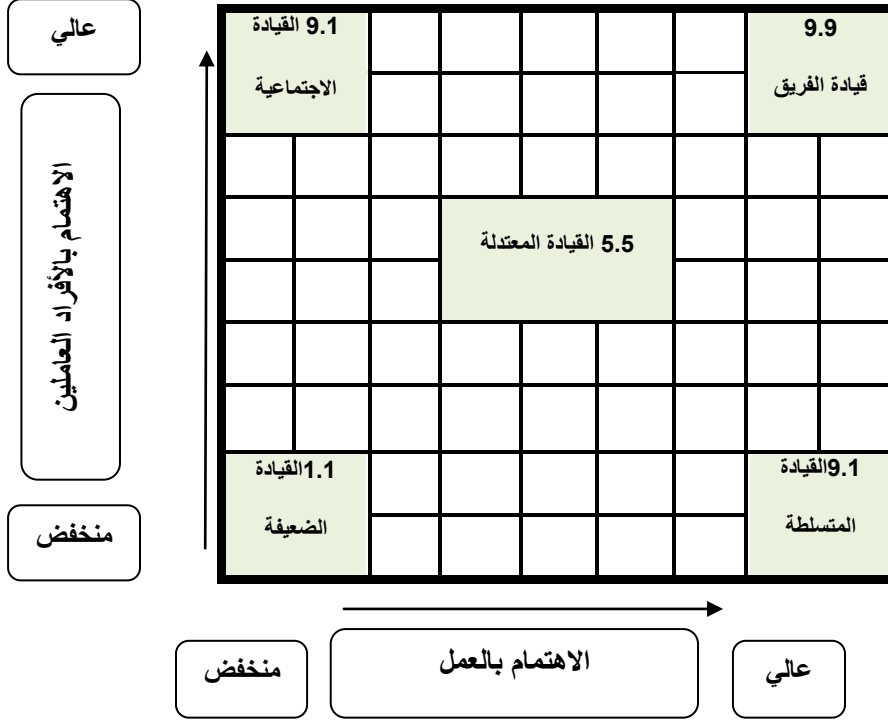 عالي
9.1 القيادة
الاجتماعية
9.9
قيادة الفريق
الاهتمام بالأفراد العاملين
5.5 القيادة المعتدلة
منخفض
1.1القيادة
الضعيفة
9.1القيادة
المتسلطة
منخفض
الاهتمام بالعمل
عالي